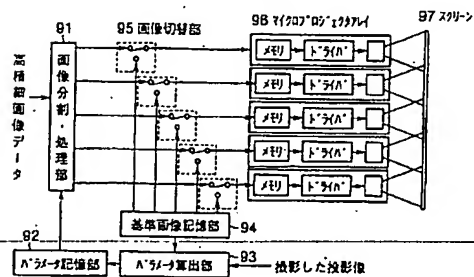 91
95 画像切替部
96 マイクロプロジェクタアレイ
97 スクリーン
高精細画像データ
画像分割・処理部
メモリ
ドライバ
メモリ
ドライバ
メモリ
ドライバ
メモリ
ドライバ
メモリ
ドライバ
基準画像記憶部
94
92
パラメータ記憶部
93
パラメータ算出部
撮影した投影像